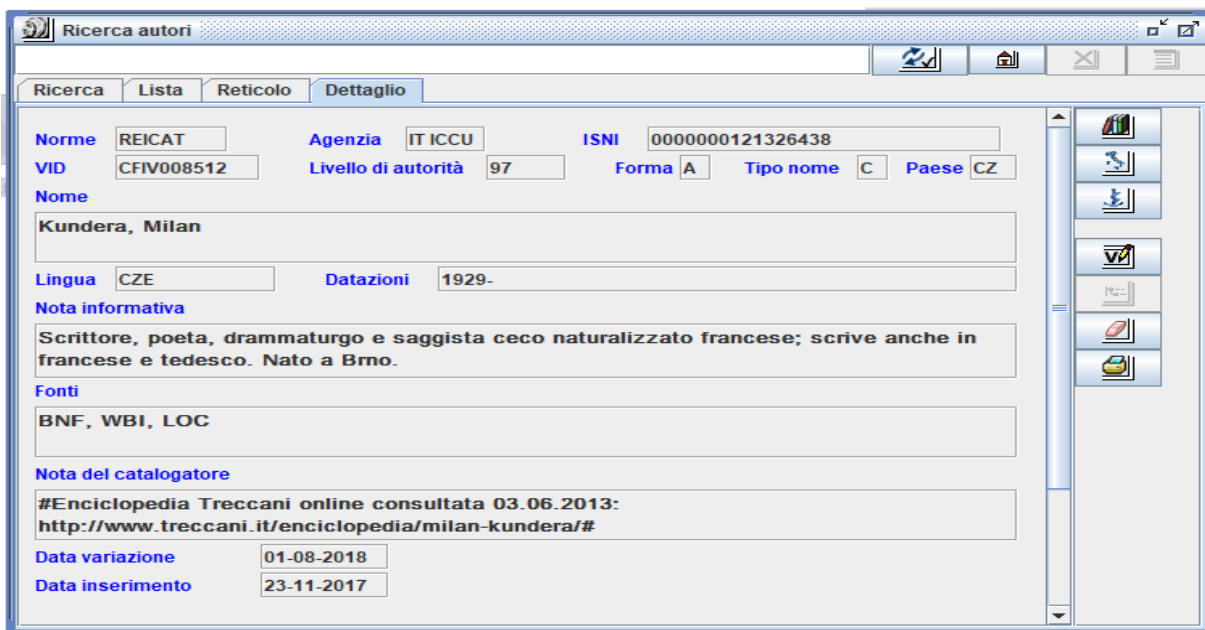 Ricerca autori
Ricerca Lista Reticolo Dettaglio
Norme REICAT Agenzia IT ICCU ISNI 0000000121326438
VID CFIV008512 Livello di autorità 97 Forma A Tipo nome C Paese CZ
Nome
Kundera, Milan
Lingua CZE Datazioni 1929-
Nota informativa
Scrittore, poeta, drammaturgo e saggista ceco naturalizzato francese; scrive anche in
francese e tedesco. Nato a Brno.
Fonti
BNF, WBI, LOC
Nota del catalogatore
#Enciclopedia Treccani online consultata 03.06.2013:
http://www.treccani.it/enciclopedia/milan-kundera/#
Data variazione 01-08-2018
Data inserimento 23-11-2017